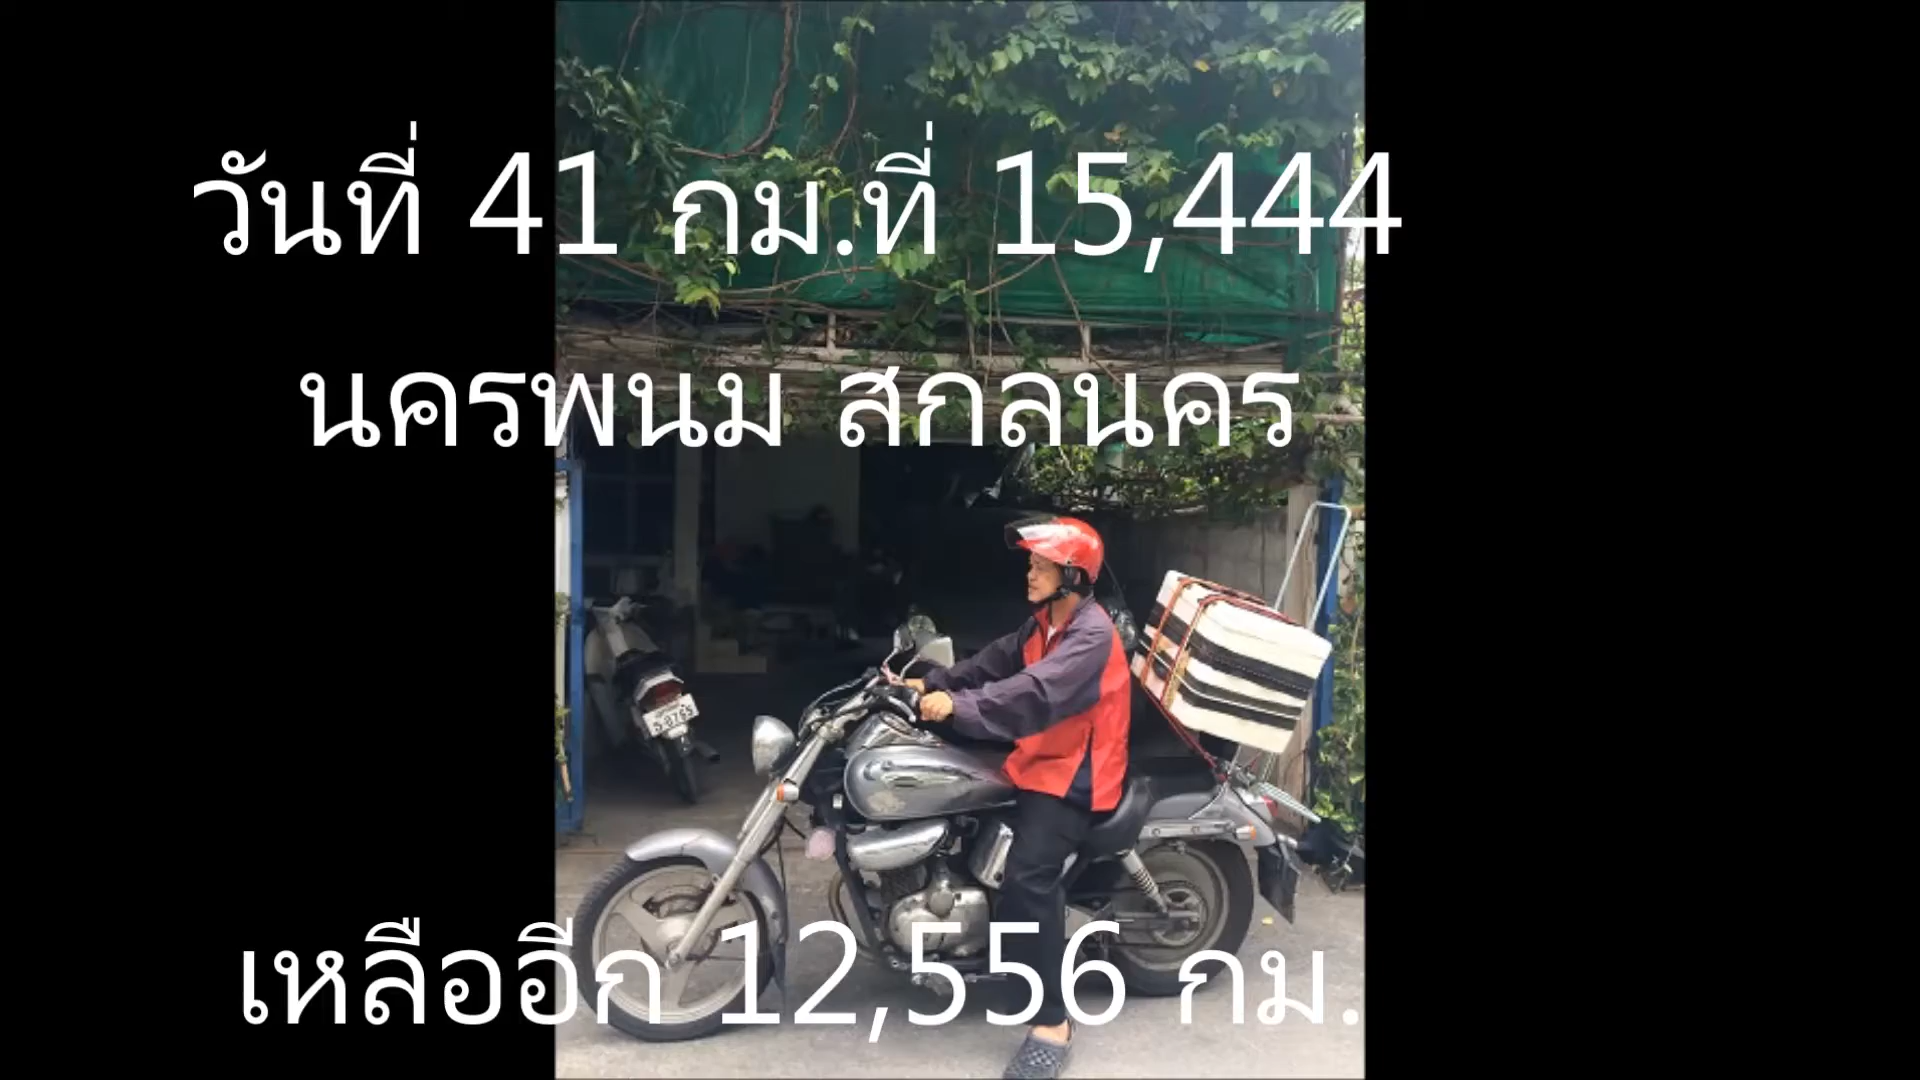 วันที่ 41 กม.ที่ 15,444
นครพนม สกลนคร
เหลืออีก 12,556 กม.